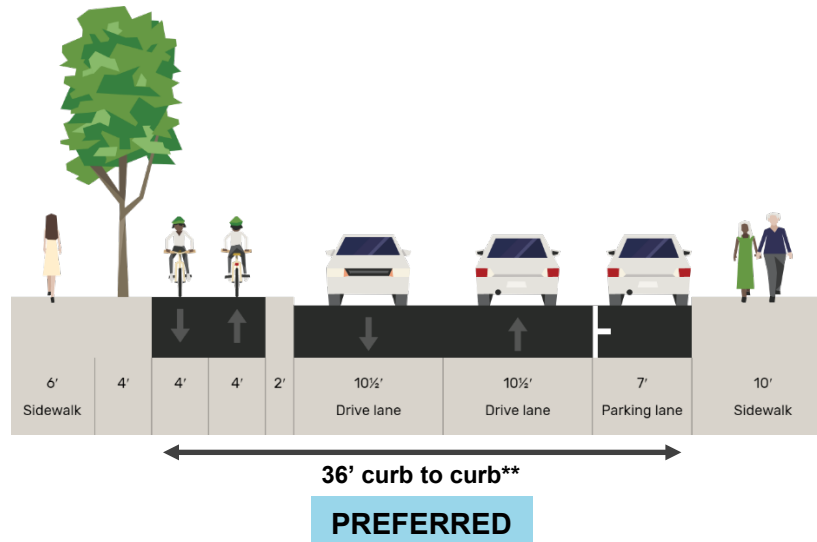 6′ 4′ 4′ 4′ 2′ 10½′ 10½′ 7′ 10′
Sidewalk Drive lane Drive lane Parking lane Sidewalk
36’ curb to curb**
PREFERRED